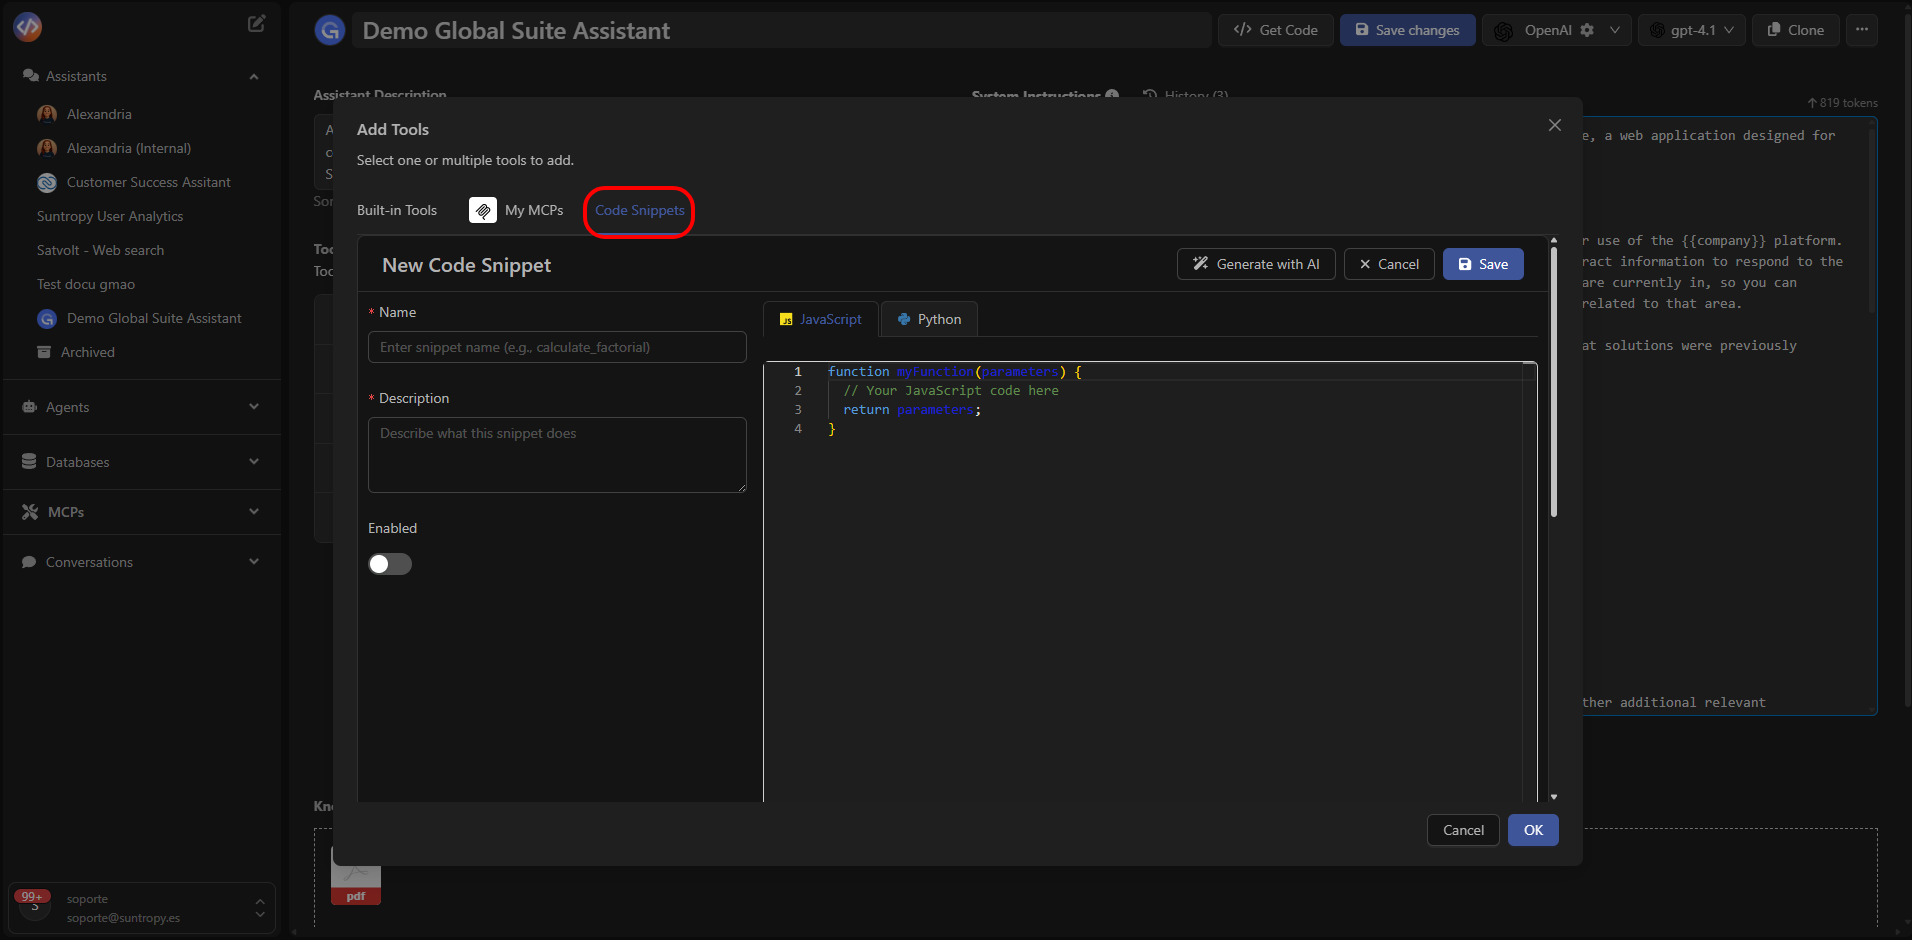 Demo Global Suite Assistant
Get Code
Save changes
OpenAI
gpt-4.1
Clone
Assistants
Alexandria
Alexandria (Internal)
Customer Success Assitant
Suntropy User Analytics
Satvolt - Web search
Test docu gmao
Demo Global Suite Assistant
Archived
Agents
Databases
MCPs
Conversations
99+
S
soporte
soporte@suntropy.es
Assistant Description
System Instructions
History (3)
819 tokens
Add Tools
Select one or multiple tools to add.
Built-in Tools
My MCPs
Code Snippets
New Code Snippet
Generate with AI
Cancel
Save
* Name
Enter snippet name (e.g., calculate_factorial)
* Description
Describe what this snippet does
Enabled
JS JavaScript
Python
1 function myFunction(parameters) {
2 // Your JavaScript code here
3 return parameters;
4 }
Cancel
OK
e, a web application designed for
r use of the {{company}} platform.
ract information to respond to the
are currently in, so you can
related to that area.
at solutions were previously
ther additional relevant
A
S
Sor
Too
Too
Kn
pdf